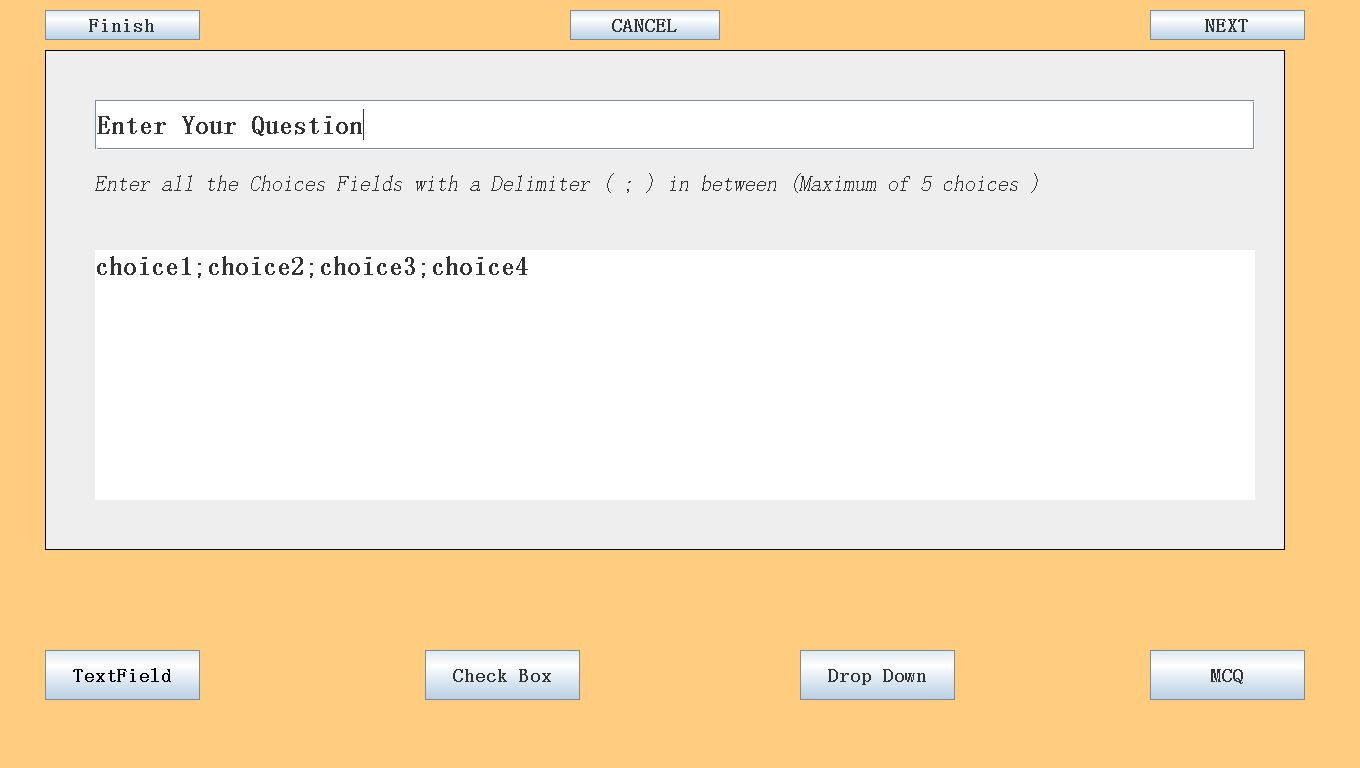 Finish
CANCEL
NEXT
Enter Your Question
Enter all the Choices Fields with a Delimiter ( ; ) in between (Maximum of 5 choices )
choice1;choice2;choice3;choice4
TextField
Check Box
Drop Down
MCQ